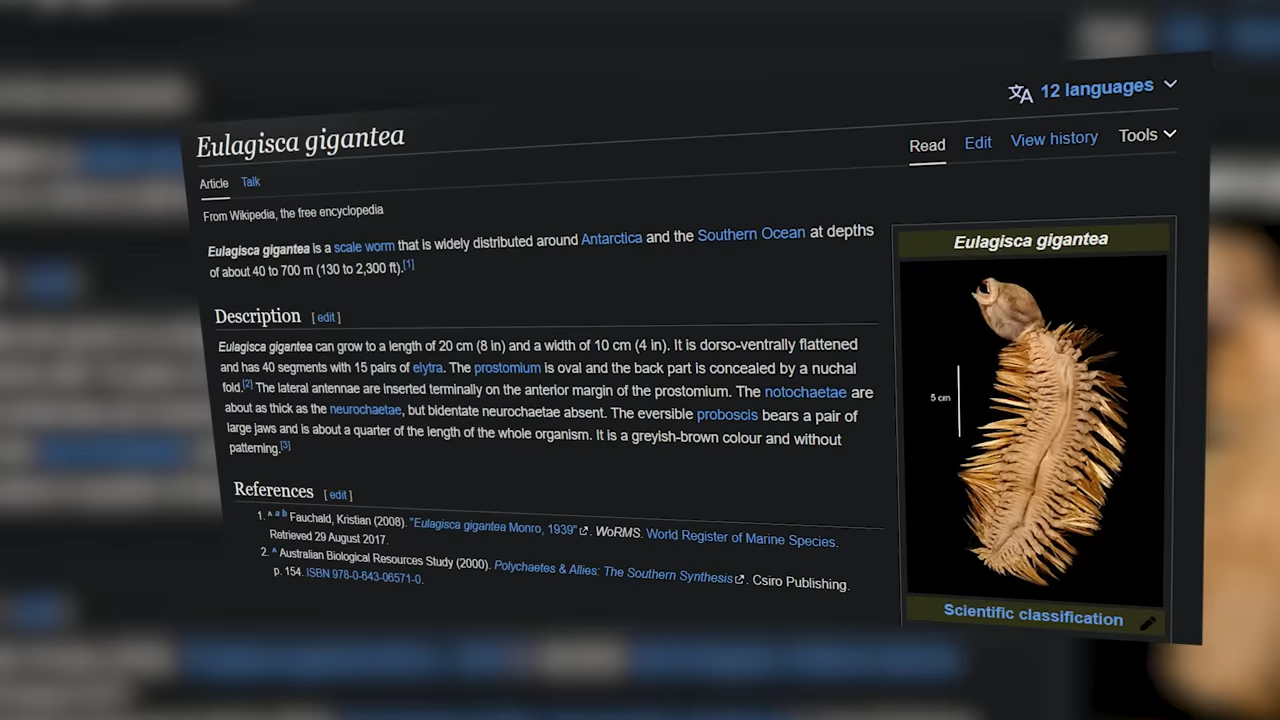 12 languages
Eulagisca gigantea
Read Edit View history Tools
Article Talk
From Wikipedia, the free encyclopedia
Eulagisca gigantea is a scale worm that is widely distributed around Antarctica and the Southern Ocean at depths
of about 40 to 700 m (130 to 2,300 ft).[1]
Description [ edit ]
Eulagisca gigantea can grow to a length of 20 cm (8 in) and a width of 10 cm (4 in). It is dorso-ventrally flattened
and has 40 segments with 15 pairs of elytra. The prostomium is oval and the back part is concealed by a nuchal
fold.[2] The lateral antennae are inserted terminally on the anterior margin of the prostomium. The notochaetae are
about as thick as the neurochaetae, but bidentate neurochaetae absent. The eversible proboscis bears a pair of
large jaws and is about a quarter of the length of the whole organism. It is a greyish-brown colour and without
patterning.[3]
References [ edit ]
1. ^ a b Fauchald, Kristian (2008). "Eulagisca gigantea Monro, 1939". WoRMS. World Register of Marine Species.
Retrieved 29 August 2017.
2. ^ Australian Biological Resources Study (2000). Polychaetes & Allies: The Southern Synthesis. Csiro Publishing.
p. 154. ISBN 978-0-643-06571-0.
Eulagisca gigantea
5 cm
Scientific classification